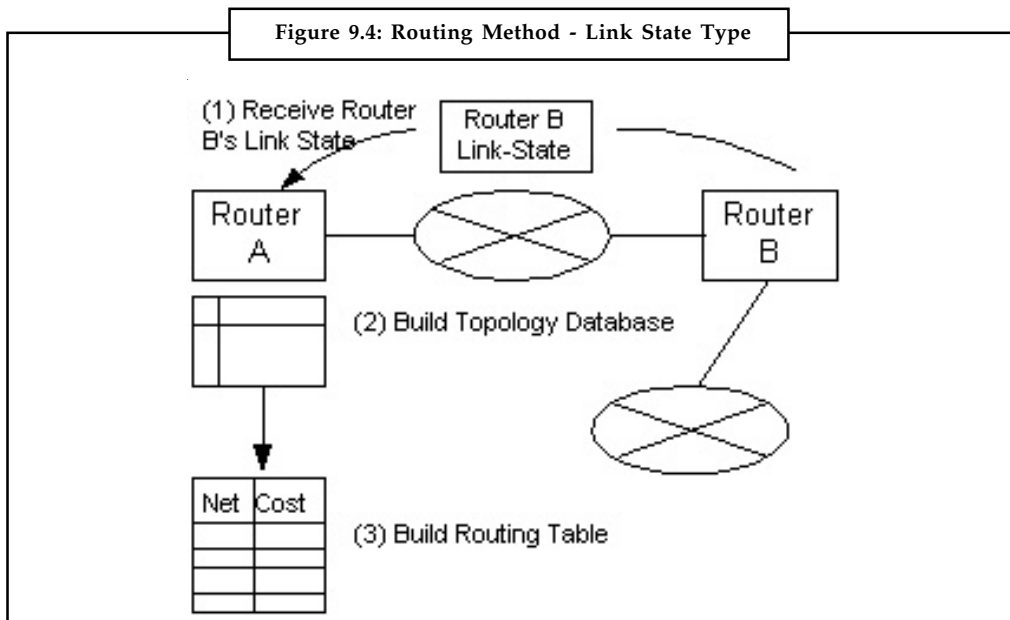 Figure 9.4: Routing Method - Link State Type
(1) Receive Router
B's Link State
Router B
Link-State
Router
A
Router
B
(2) Build Topology Database
Net Cost
(3) Build Routing Table